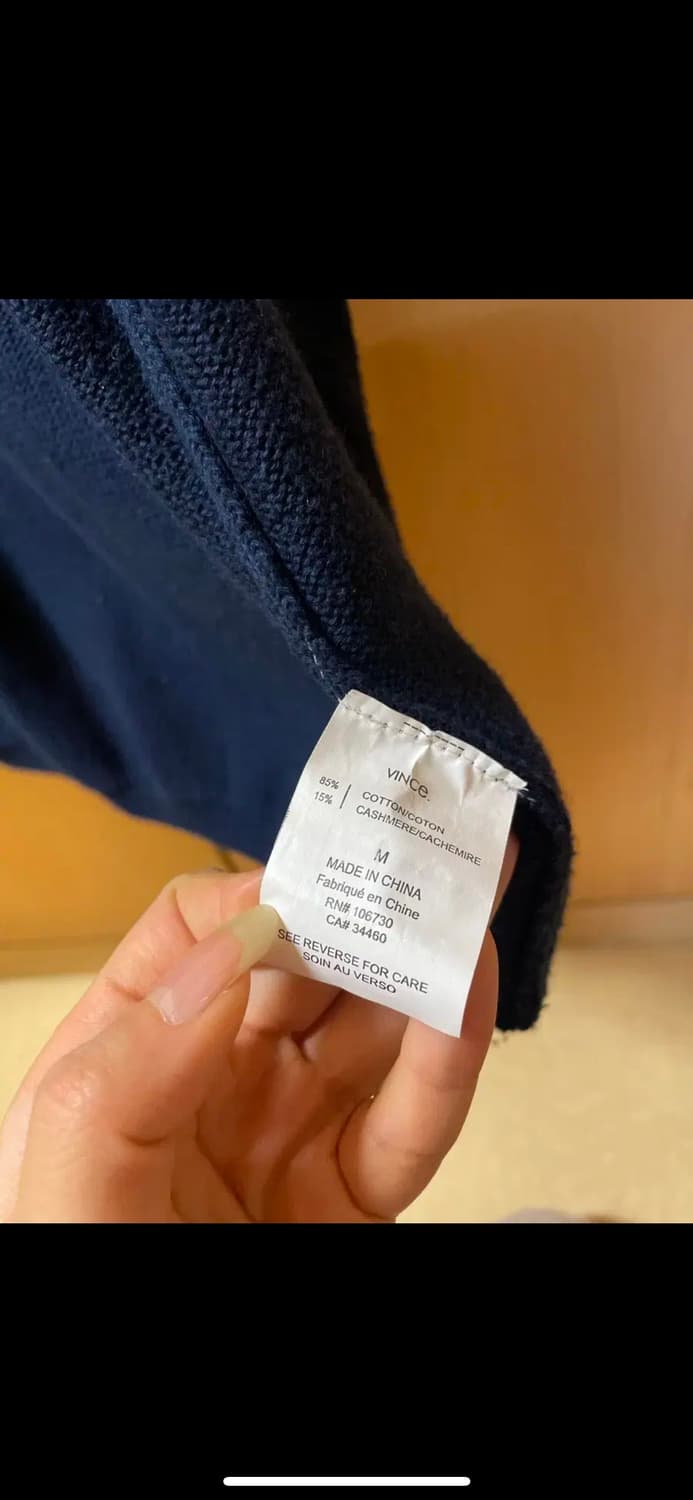 VINCe.
85% | COTTON/COTON
15% | CASHMERE/CACHEMIRE
M
MADE IN CHINA
Fabriqué en Chine
RN# 106730
CA# 34460
SEE REVERSE FOR CARE
SOIN AU VERSO